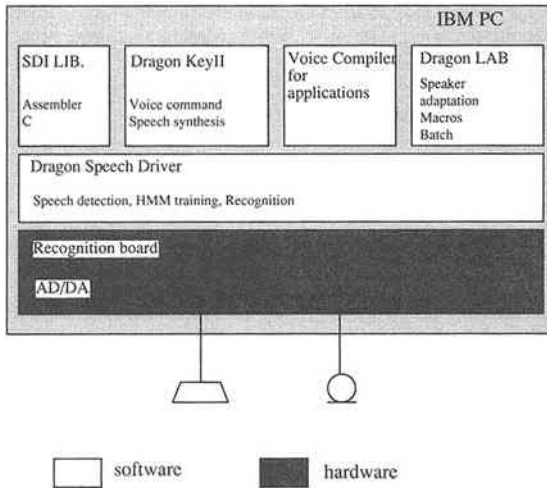 IBM PC
SDI LIB.
Assembler
C
Dragon KeyII
Voice command
Speech synthesis
Voice Compiler
for
applications
Dragon LAB
Speaker
adaptation
Macros
Batch
Dragon Speech Driver
Speech detection, HMM training, Recognition
Recognition board
AD/DA
software
hardware